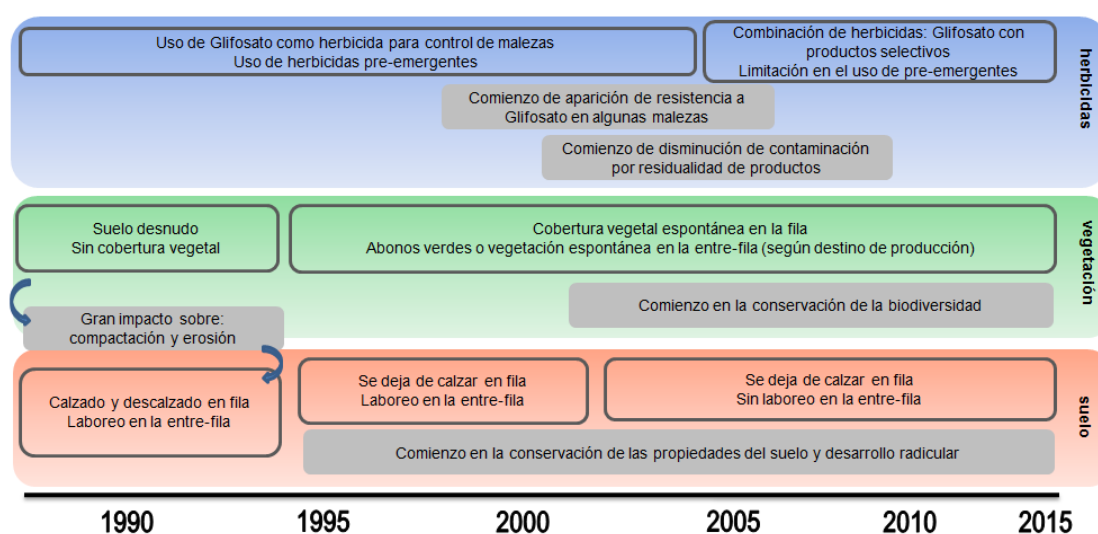 Uso de Glifosato como herbicida para control de malezas
Uso de herbicidas pre-emergentes
Combinación de herbicidas: Glifosato con
productos selectivos
Limitación en el uso de pre-emergentes
Comienzo de aparición de resistencia a
Glifosato en algunas malezas
Comienzo de disminución de contaminación
por residualidad de productos
herbicidas
Suelo desnudo
Sin cobertura vegetal
Cobertura vegetal espontánea en la fila
Abonos verdes o vegetación espontánea en la entre-fila (según destino de producción)
Comienzo en la conservación de la biodiversidad
Gran impacto sobre:
compactación y erosión
vegetación
Calzado y descalzado en fila
Laboreo en la entre-fila
Se deja de calzar en fila
Laboreo en la entre-fila
Se deja de calzar en fila
Sin laboreo en la entre-fila
Comienzo en la conservación de las propiedades del suelo y desarrollo radicular
suelo
1990 1995 2000 2005 2010 2015